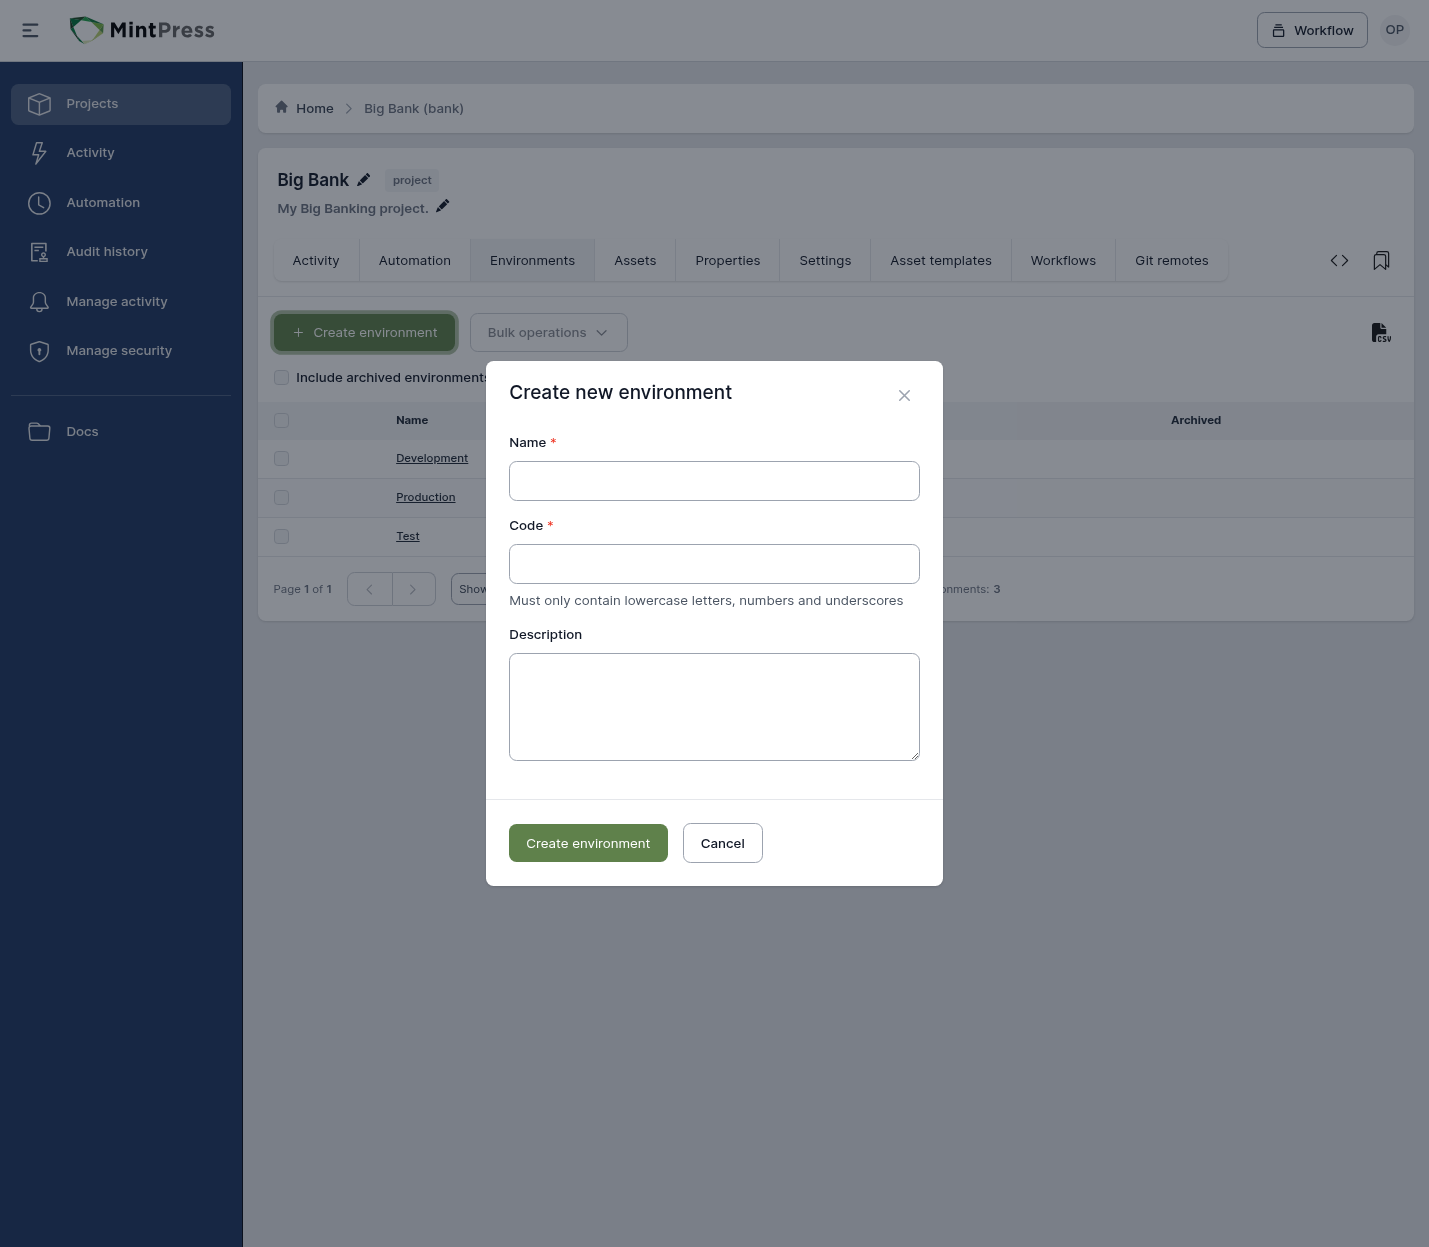 MintPress
Workflow
OP
Projects
Activity
Automation
Audit history
Manage activity
Manage security
Docs
Home > Big Bank (bank)
Big Bank project
My Big Banking project.
Activity Automation Environments Assets Properties Settings Asset templates Workflows Git remotes
+ Create environment Bulk operations
CSV
Include archived environments
Name Archived
Development
Production
Test
Page 1 of 1 Show onments: 3
Create new environment
Name *
Code *
Must only contain lowercase letters, numbers and underscores
Description
Create environment Cancel